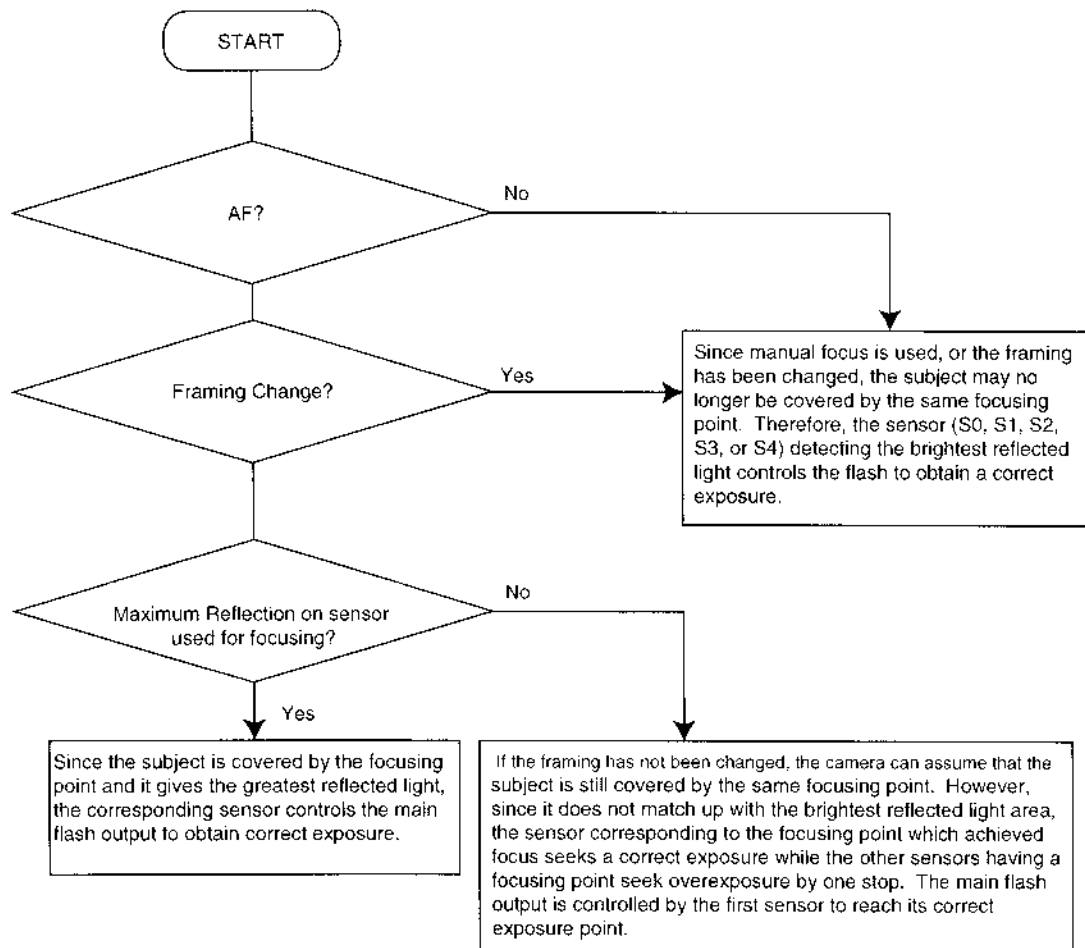 START
AF?
No
Framing Change?
Yes
Since manual focus is used, or the framing
has been changed, the subject may no
longer be covered by the same focusing
point. Therefore, the sensor (S0, S1, S2,
S3, or S4) detecting the brightest reflected
light controls the flash to obtain a correct
exposure.
Maximum Reflection on sensor
used for focusing?
No
Yes
Since the subject is covered by the focusing
point and it gives the greatest reflected light,
the corresponding sensor controls the main
flash output to obtain correct exposure.
If the framing has not been changed, the camera can assume that the
subject is still covered by the same focusing point. However,
since it does not match up with the brightest reflected light area,
the sensor corresponding to the focusing point which achieved
focus seeks a correct exposure while the other sensors having a
focusing point seek overexposure by one stop. The main flash
output is controlled by the first sensor to reach its correct
exposure point.